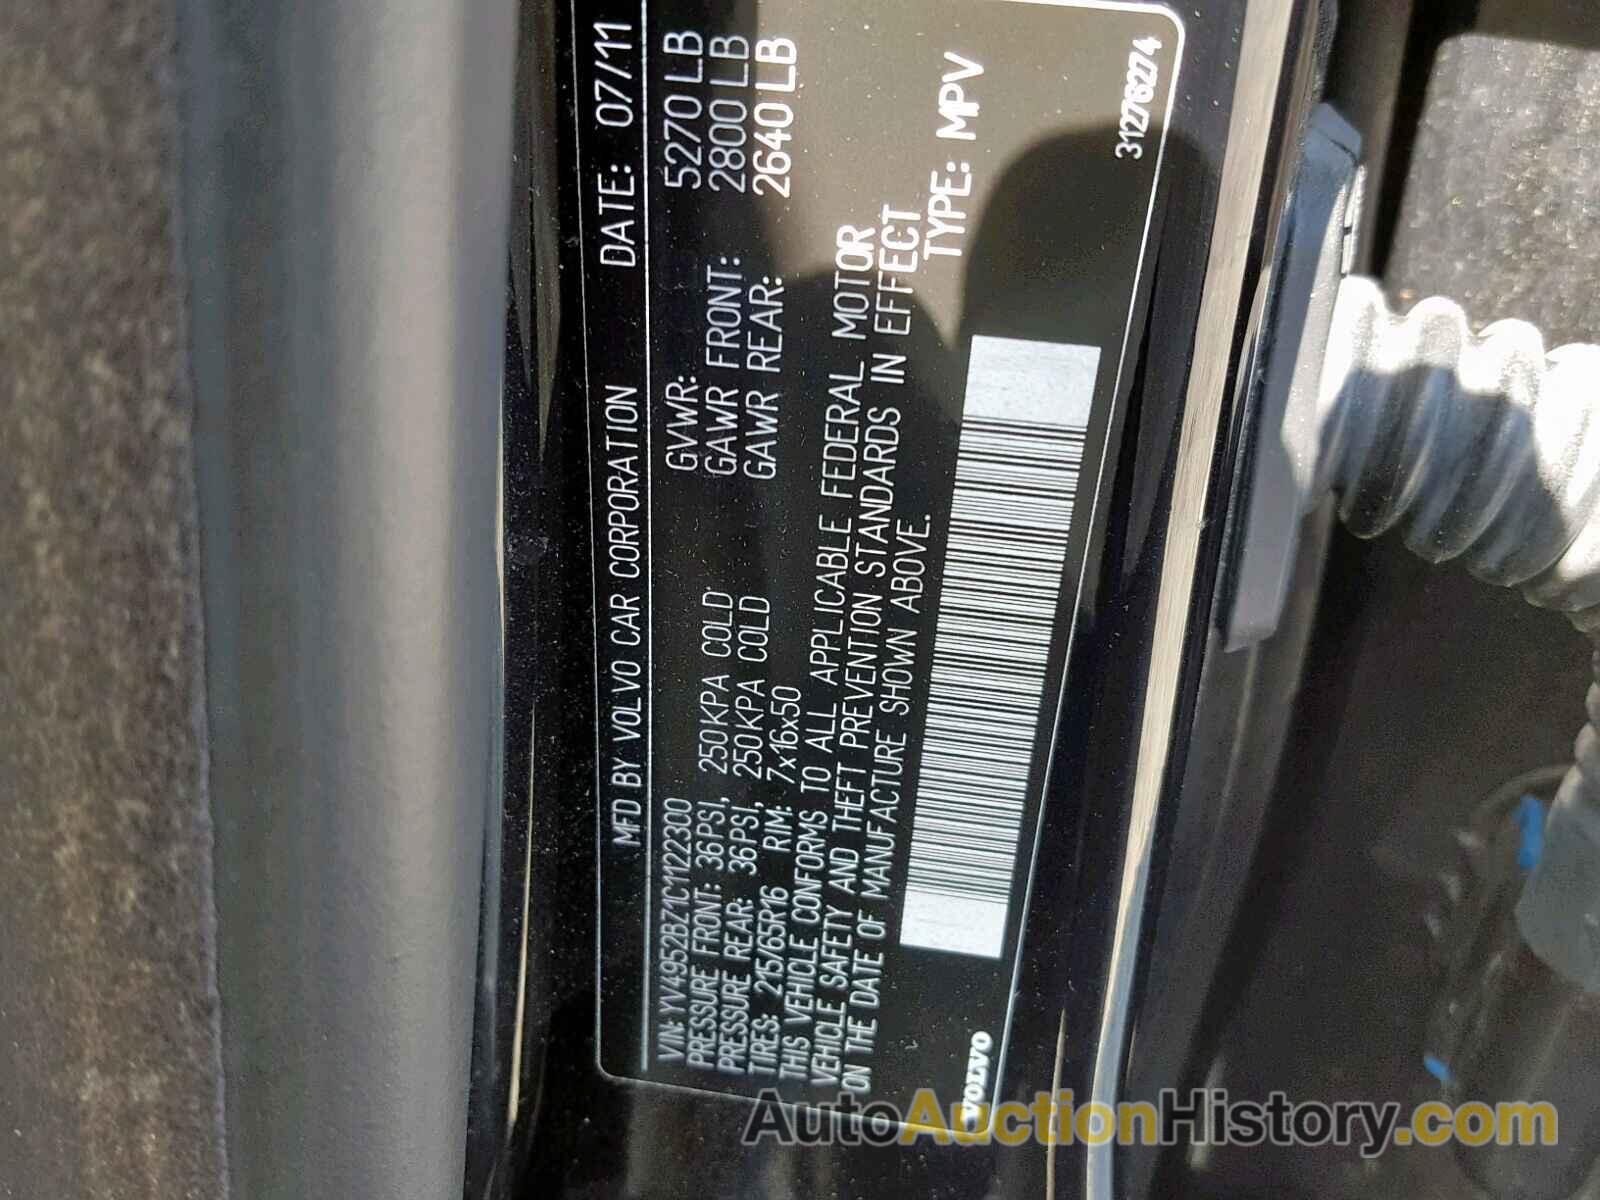 MFD BY VOLVO CAR CORPORATION DATE: 07/11
VIN: YV4952BZ1C1122300 GVWR: 5270 LB
PRESSURE FRONT: 36PSI, 250KPA COLD GAWR FRONT: 2800 LB
PRESSURE REAR: 36PSI, 250KPA COLD GAWR REAR: 2640 LB
TIRES: 215/65R16 RIM: 7x16x50
THIS VEHICLE CONFORMS TO ALL APPLICABLE FEDERAL MOTOR
VEHICLE SAFETY AND THEFT PREVENTION STANDARDS IN EFFECT
ON THE DATE OF MANUFACTURE SHOWN ABOVE. TYPE: MPV
VOLVO 31276274
AutoAuctionHistory.com